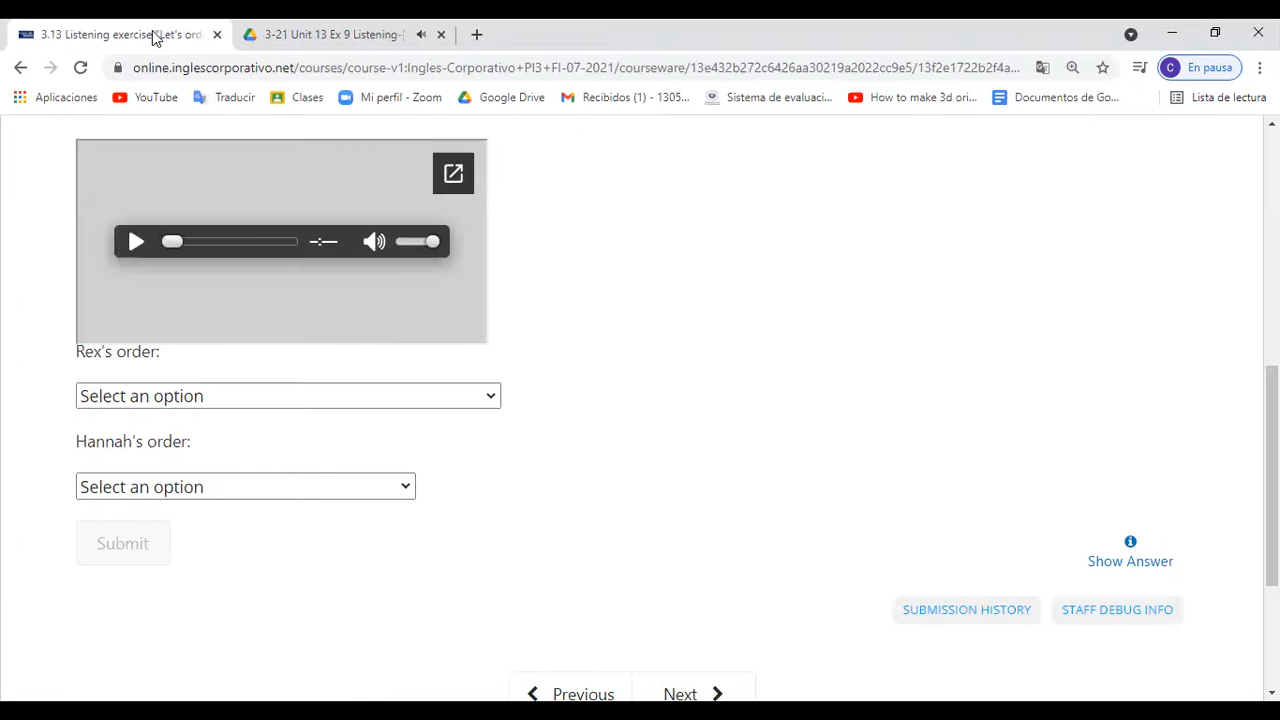 3.13 Listening exercise "Let's ord
3-21 Unit 13 Ex 9 Listening-
online.inglescorporativo.net/courses/course-v1:Ingles-Corporativo+PI3+FI-07-2021/courseware/13e432b272c6426aa30219a2022cc9e5/13f2e1722b2f4a...
C En pausa
Aplicaciones
YouTube
Traducir
Clases
Mi perfil - Zoom
Google Drive
Recibidos (1) - 1305...
Sistema de evaluaci...
How to make 3d ori...
Documentos de Go...
Lista de lectura
-:--
Rex's order:
Select an option
Hannah's order:
Select an option
Submit
Show Answer
SUBMISSION HISTORY
STAFF DEBUG INFO
Previous
Next